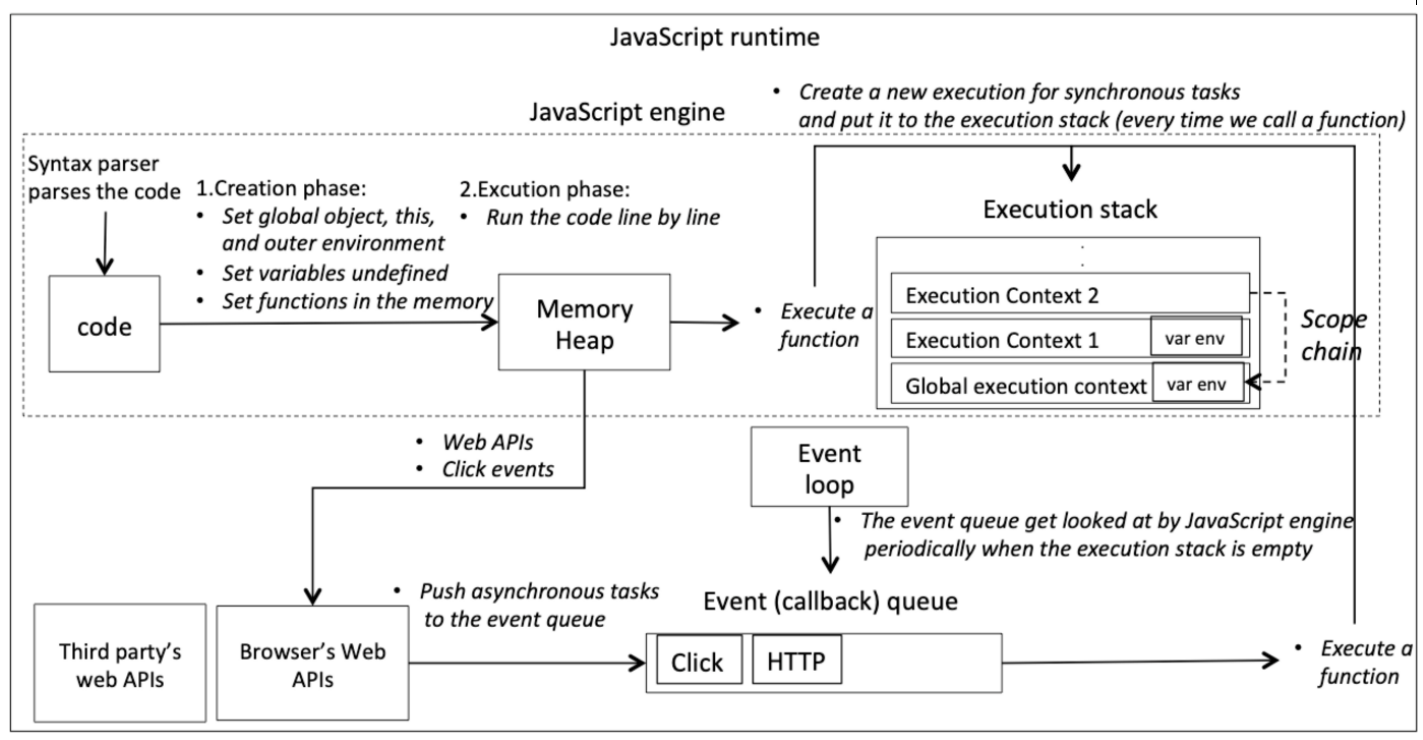 JavaScript runtime
• Create a new execution for synchronous tasks
and put it to the execution stack (every time we call a function)
JavaScript engine
Syntax parser
parses the code
1.Creation phase:
• Set global object, this,
and outer environment
• Set variables undefined
• Set functions in the memory
2.Excution phase:
• Run the code line by line
Execution stack
.
.
code
Memory
Heap
• Execute a
function
Execution Context 2
Execution Context 1
var env
Global execution context
var env
Scope
chain
• Web APIs
• Click events
Event
loop
• The event queue get looked at by JavaScript engine
periodically when the execution stack is empty
• Push asynchronous tasks
to the event queue
Event (callback) queue
Third party’s
web APIs
Browser’s Web
APIs
Click
HTTP
• Execute a
function